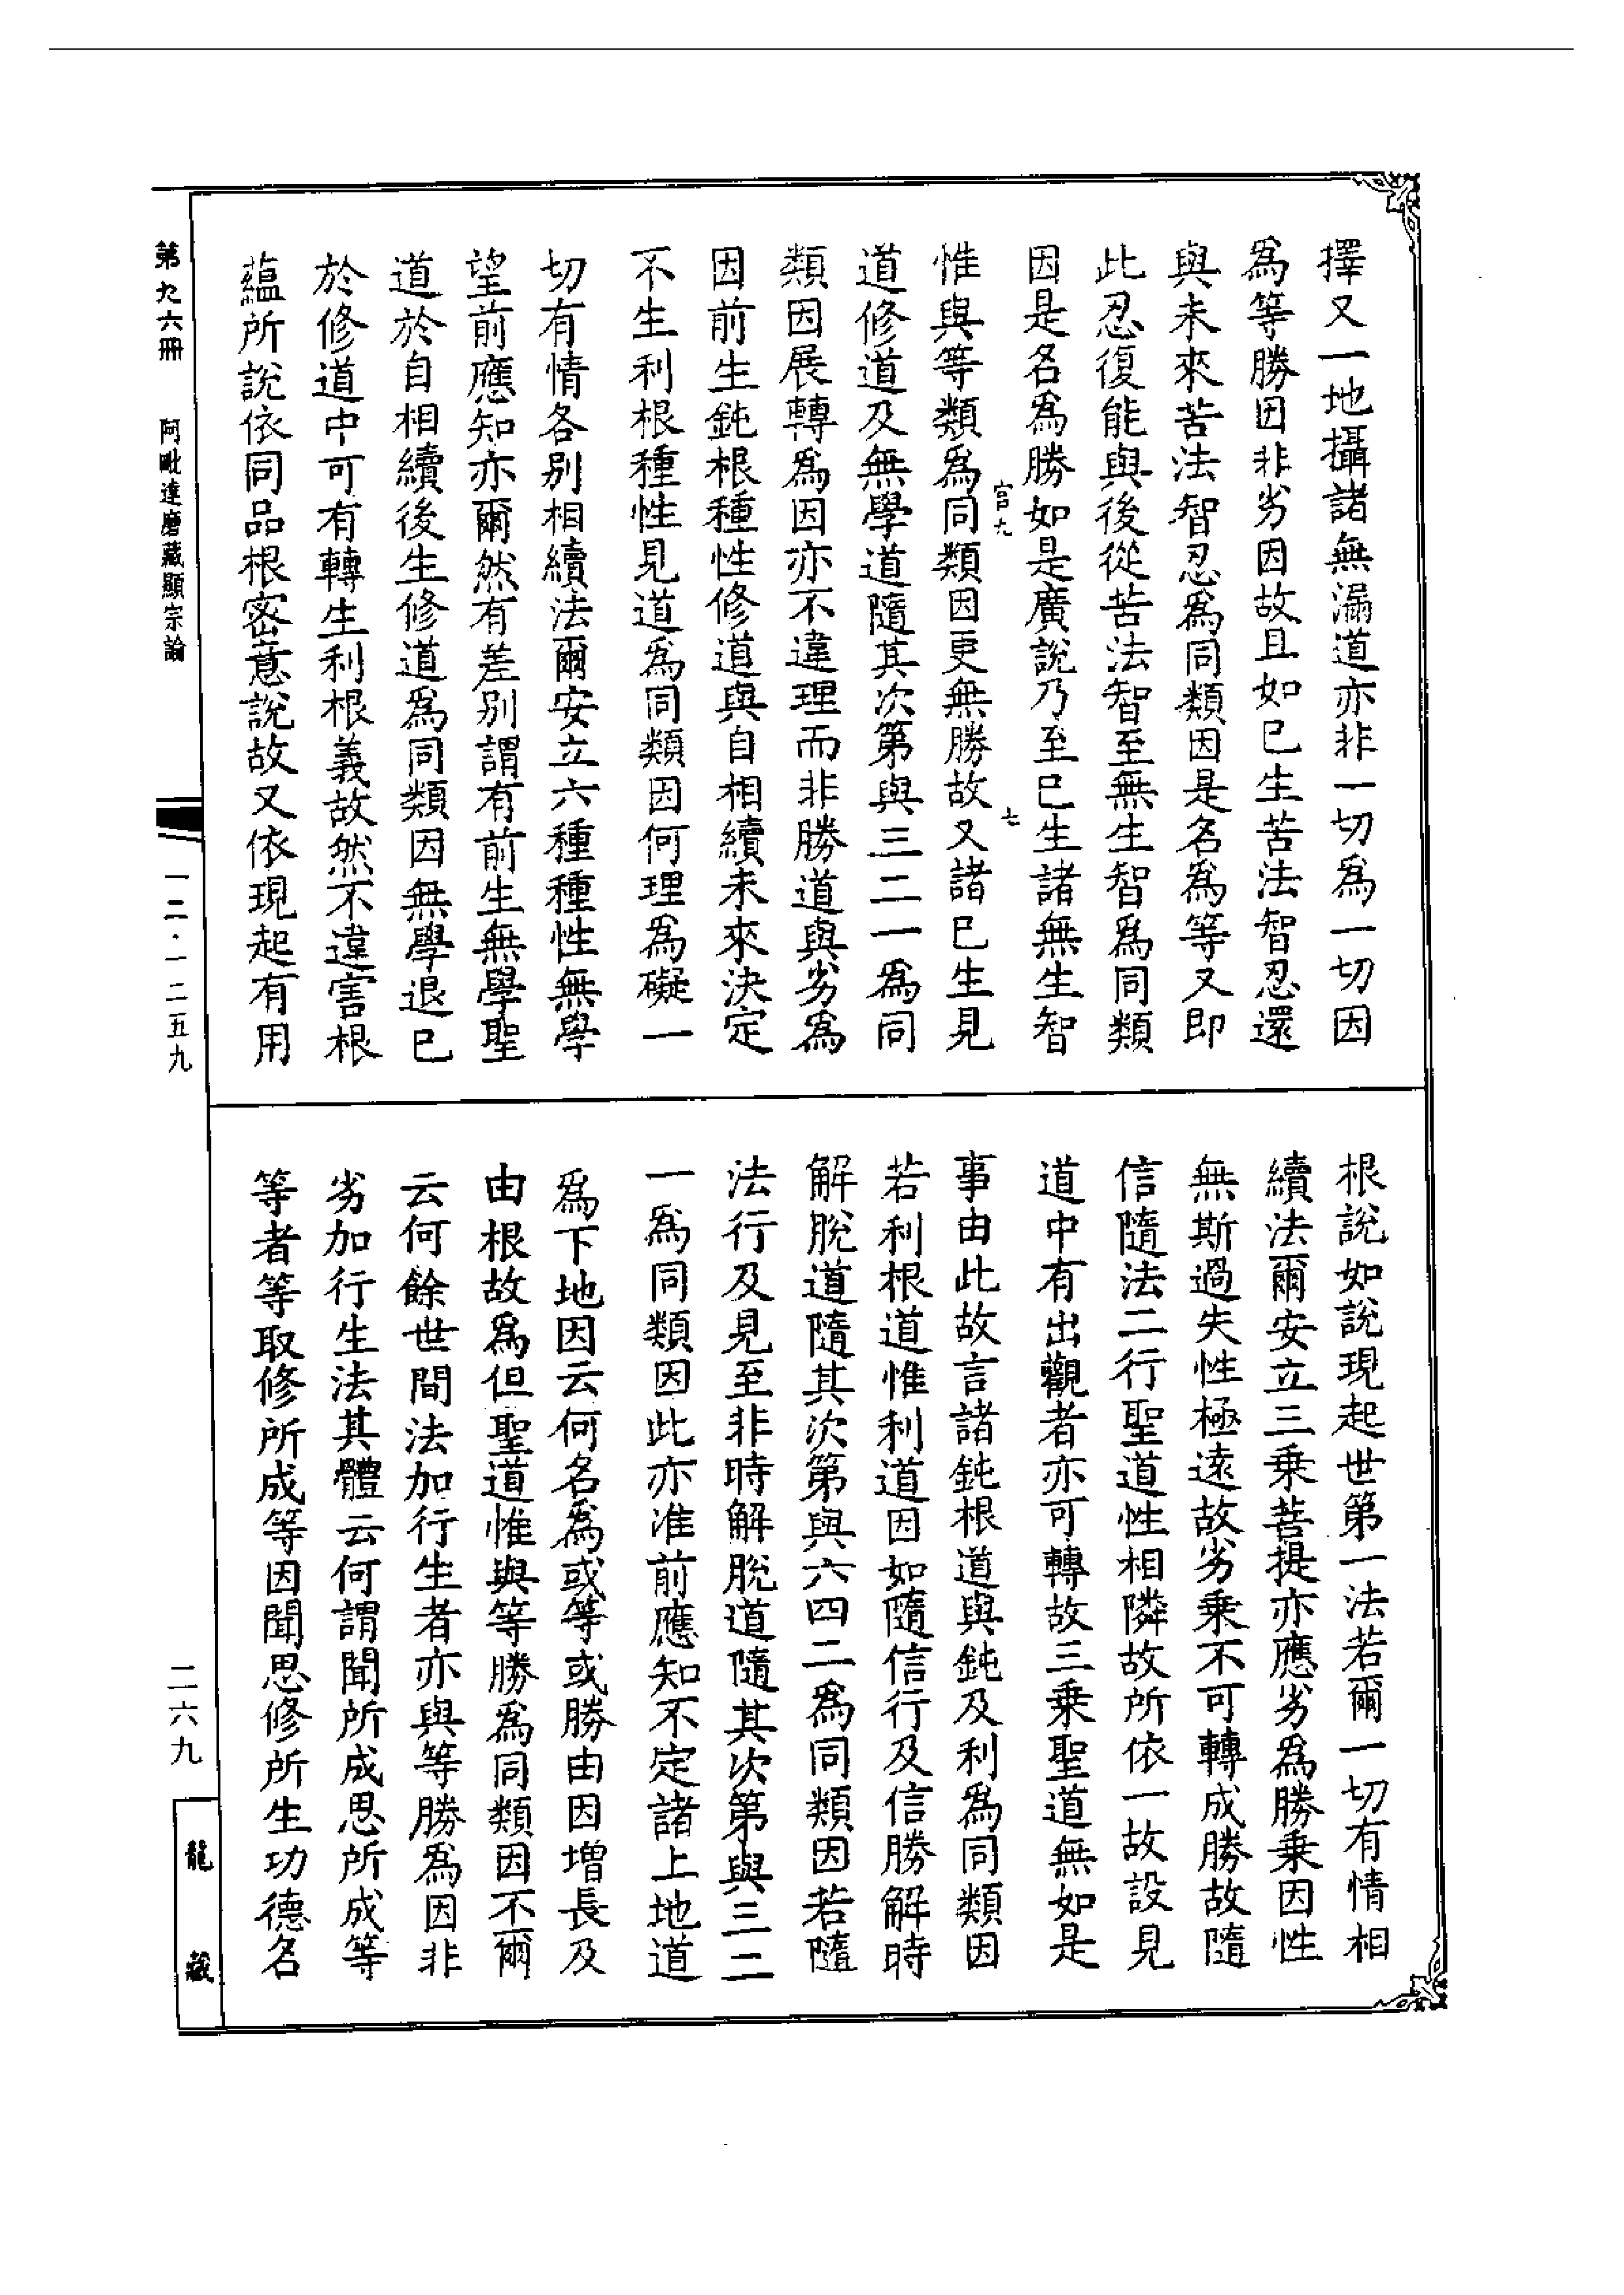 擇又一地攝諸無漏道亦非一切爲一切因
爲等勝因非劣因故且如已生苦法智忍還
與未來苦法智忍爲同類因是名爲等又即
此忍復能與後從苦法智至無生智爲同類
因是名爲勝如是廣說乃至已生諸無生智
官九
七
惟與等類爲同類因更無勝故又諸已生見
道修道及無學道隨其次第與三二一爲同
類因展轉爲因亦不違理而非勝道與劣爲
因前生鈍根種性修道與自相續未來決定
不生利根種性見道爲同類因何理爲礙一
切有情各別相續法爾安立六種種性無學
望前應知亦爾然有差別謂有前生無學聖
道於自相續後生修道爲同類因無學退已
於修道中可有轉生利根義故然不違害根
蘊所說依同品根密意說故又依現起有用
根說如說現起世第一法若爾一切有情相
續法爾安立三乘菩提亦應劣爲勝乘因性
無斯過失性極遠故劣乘不可轉成勝故隨
信隨法二行聖道性相隣故所依一故設見
道中有出觀者亦可轉故三乘聖道無如是
事由此故言諸鈍根道與鈍及利爲同類因
若利根道惟利道因如隨信行及信勝解時
解脫道隨其次第與六四二爲同類因若隨
法行及見至非時解脫道隨其次第與三二
一爲同類因此亦准前應知不定諸上地道
爲下地因云何名爲或等或勝由因增長及
由根故爲但聖道惟與等勝爲同類因不爾
云何餘世間法加行生者亦與等勝爲因非
劣加行生法其體云何謂聞所成思所成等
等者等取修所成等因聞思修所生功德名
第九六冊
阿毗達磨藏顯宗論
一二·一二五九
二六九
龍藏